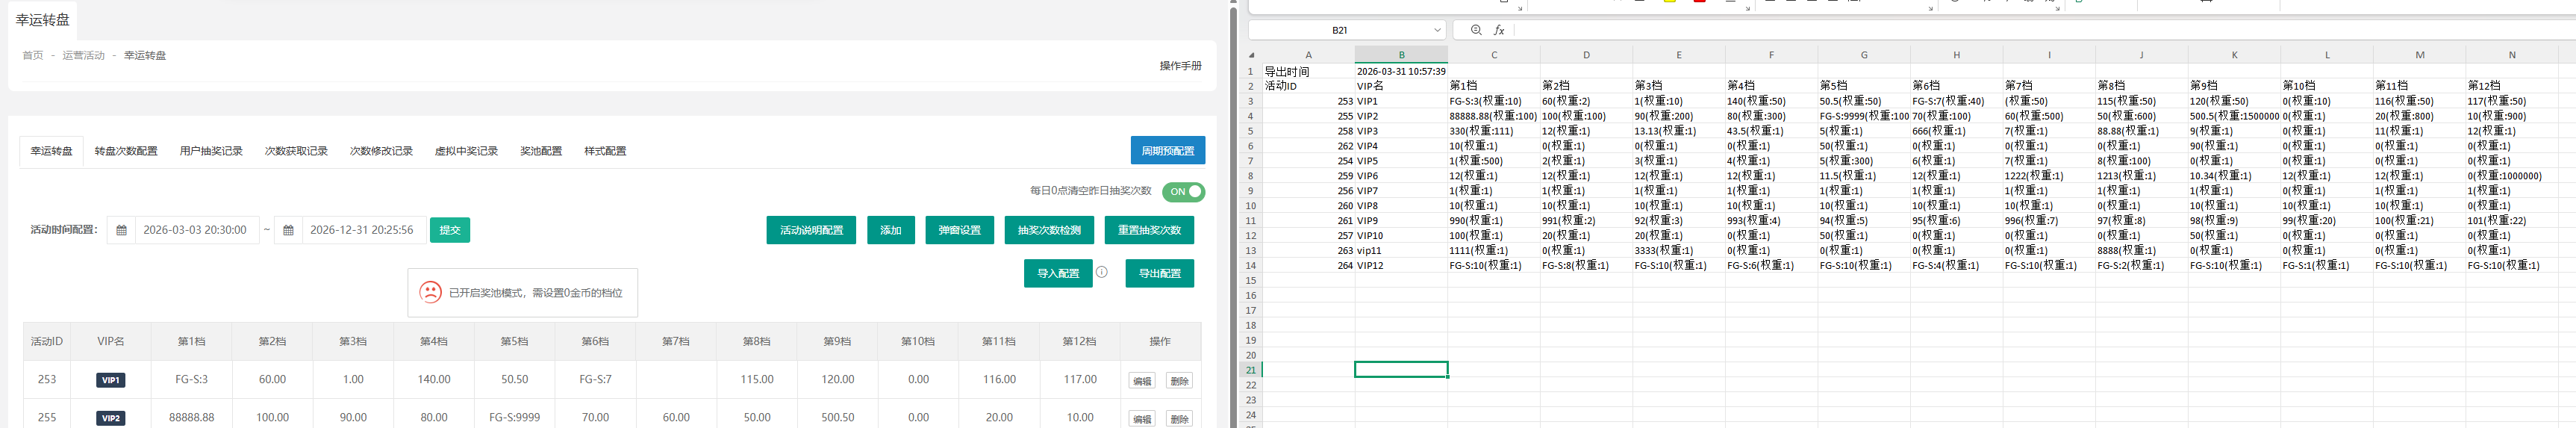 幸运转盘
首页 - 运营活动 - 幸运转盘
操作手册
幸运转盘 转盘次数配置 用户抽奖记录 次数获取记录 次数修改记录 虚拟中奖记录 奖池配置 样式配置 周期预配置
每日0点清空昨日抽奖次数 ON
活动时间配置: 2026-03-03 20:30:00 ~ 2026-12-31 20:25:56 提交 活动说明配置 添加 弹窗设置 抽奖次数检测 重置抽奖次数
导入配置 导出配置
已开启奖池模式，需设置0金币的档位
活动ID VIP名 第1档 第2档 第3档 第4档 第5档 第6档 第7档 第8档 第9档 第10档 第11档 第12档 操作
253 VIP1 FG-S:3 60.00 1.00 140.00 50.50 FG-S:7 115.00 120.00 0.00 116.00 117.00 编辑 删除
255 VIP2 88888.88 100.00 90.00 80.00 FG-S:9999 70.00 60.00 50.00 500.50 0.00 20.00 10.00 编辑 删除
B21 fx
A B C D E F G H I J K L M N
1 导出时间 2026-03-31 10:57:39
2 活动ID VIP名 第1档 第2档 第3档 第4档 第5档 第6档 第7档 第8档 第9档 第10档 第11档 第12档
3 253 VIP1 FG-S:3(权重:10) 60(权重:2) 1(权重:10) 140(权重:50) 50.5(权重:50) FG-S:7(权重:40) (权重:50) 115(权重:50) 120(权重:50) 0(权重:10) 116(权重:50) 117(权重:50)
4 255 VIP2 88888.88(权重:100) 100(权重:100) 90(权重:200) 80(权重:300) FG-S:9999(权重:100 70(权重:100) 60(权重:500) 50(权重:600) 500.5(权重:1500000 0(权重:1) 20(权重:800) 10(权重:900)
5 258 VIP3 330(权重:111) 12(权重:1) 13.13(权重:1) 43.5(权重:1) 5(权重:1) 666(权重:1) 7(权重:1) 88.88(权重:1) 9(权重:1) 0(权重:1) 11(权重:1) 12(权重:1)
6 262 VIP4 10(权重:1) 0(权重:1) 0(权重:1) 0(权重:1) 50(权重:1) 0(权重:1) 0(权重:1) 0(权重:1) 90(权重:1) 0(权重:1) 0(权重:1) 0(权重:1)
7 254 VIP5 1(权重:500) 2(权重:1) 3(权重:1) 4(权重:1) 5(权重:300) 6(权重:1) 7(权重:1) 8(权重:100) 0(权重:1) 0(权重:1) 0(权重:1) 0(权重:1)
8 259 VIP6 12(权重:1) 12(权重:1) 12(权重:1) 12(权重:1) 11.5(权重:1) 12(权重:1) 1222(权重:1) 1213(权重:1) 10.34(权重:1) 12(权重:1) 12(权重:1) 0(权重:1000000)
9 256 VIP7 1(权重:1) 1(权重:1) 1(权重:1) 1(权重:1) 1(权重:1) 1(权重:1) 1(权重:1) 1(权重:1) 1(权重:1) 0(权重:1) 1(权重:1) 1(权重:1)
10 260 VIP8 10(权重:1) 10(权重:1) 10(权重:1) 10(权重:1) 10(权重:1) 10(权重:1) 10(权重:1) 0(权重:1) 10(权重:1) 10(权重:1) 10(权重:1) 10(权重:1)
11 261 VIP9 990(权重:1) 991(权重:2) 92(权重:3) 993(权重:4) 94(权重:5) 95(权重:6) 996(权重:7) 97(权重:8) 98(权重:9) 99(权重:20) 100(权重:21) 101(权重:22)
12 257 VIP10 100(权重:1) 20(权重:1) 20(权重:1) 0(权重:1) 50(权重:1) 0(权重:1) 0(权重:1) 0(权重:1) 50(权重:1) 0(权重:1) 0(权重:1) 0(权重:1)
13 263 vip11 1111(权重:1) 0(权重:1) 3333(权重:1) 0(权重:1) 0(权重:1) 0(权重:1) 0(权重:1) 8888(权重:1) 0(权重:1) 0(权重:1) 0(权重:1) 0(权重:1)
14 264 VIP12 FG-S:10(权重:1) FG-S:8(权重:1) FG-S:10(权重:1) FG-S:6(权重:1) FG-S:10(权重:1) FG-S:4(权重:1) FG-S:10(权重:1) FG-S:2(权重:1) FG-S:10(权重:1) FG-S:1(权重:1) FG-S:10(权重:1) FG-S:10(权重:1)
15
16
17
18
19
20
21
22
23
24